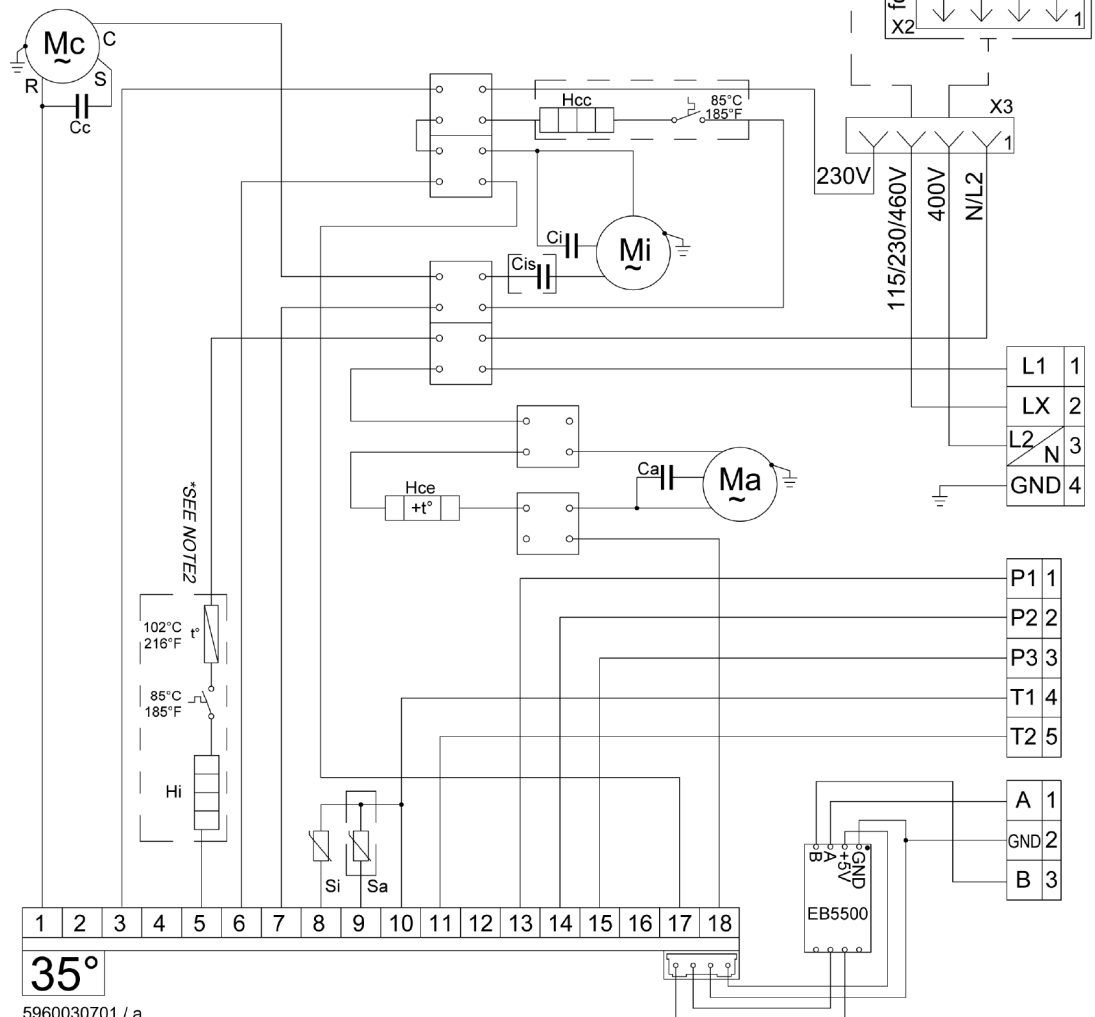 X2
1
Mc
~
C
R
S
Cc
Hcc
85°C
185°F
X3
1
230V
115/230/460V
400V
N/L2
Ci
Cis
Mi
~
L1 1
LX 2
L2/N 3
GND 4
Ca
Ma
~
Hce
+t°
*SEE NOTE2
102°C
216°F
t°
85°C
185°F
Hi
P1 1
P2 2
P3 3
T1 4
T2 5
A 1
GND 2
B 3
B
A
+5V
GND
EB5500
Si
Sa
1 2 3 4 5 6 7 8 9 10 11 12 13 14 15 16 17 18
35°
5960030701 / a